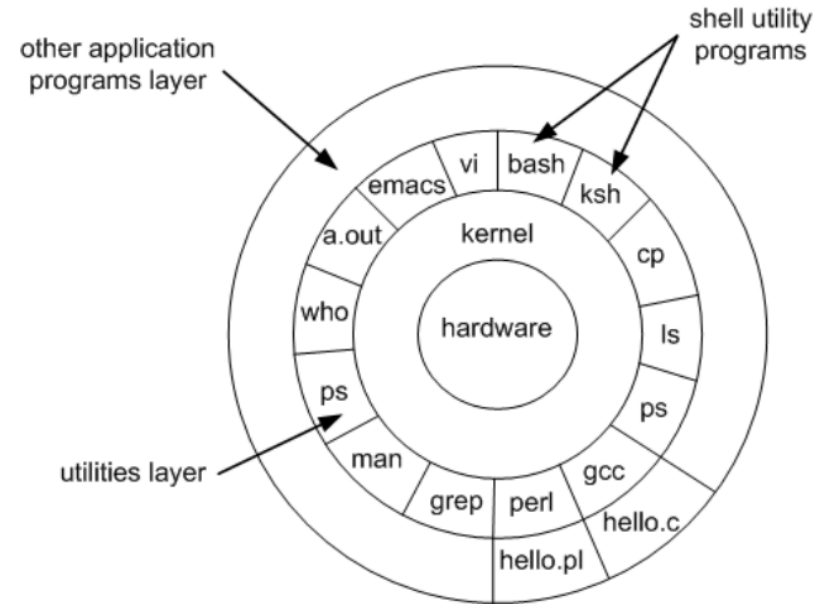 shell utility
programs
other application
programs layer
vi
bash
emacs
ksh
a.out
kernel
cp
who
hardware
ls
ps
ps
utilities layer
man
gcc
grep
perl
hello.c
hello.pl